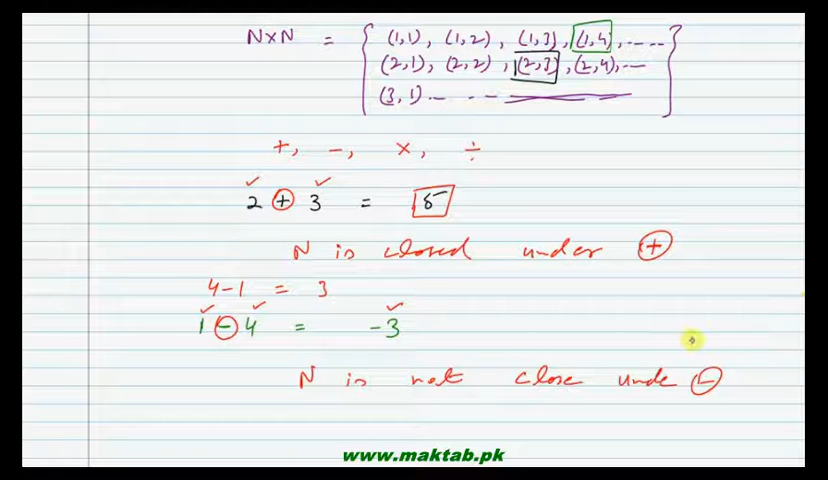 N×N = { (1,1), (1,2), (1,3), (1,4), .....
(2,1), (2,2), (2,3), (2,4), ...
(3,1) ... }
+, −, ×, ÷
2 + 3 = 5
N is closed under +
4-1 = 3
1 - 4 = -3
N is not close unde −
www.maktab.pk